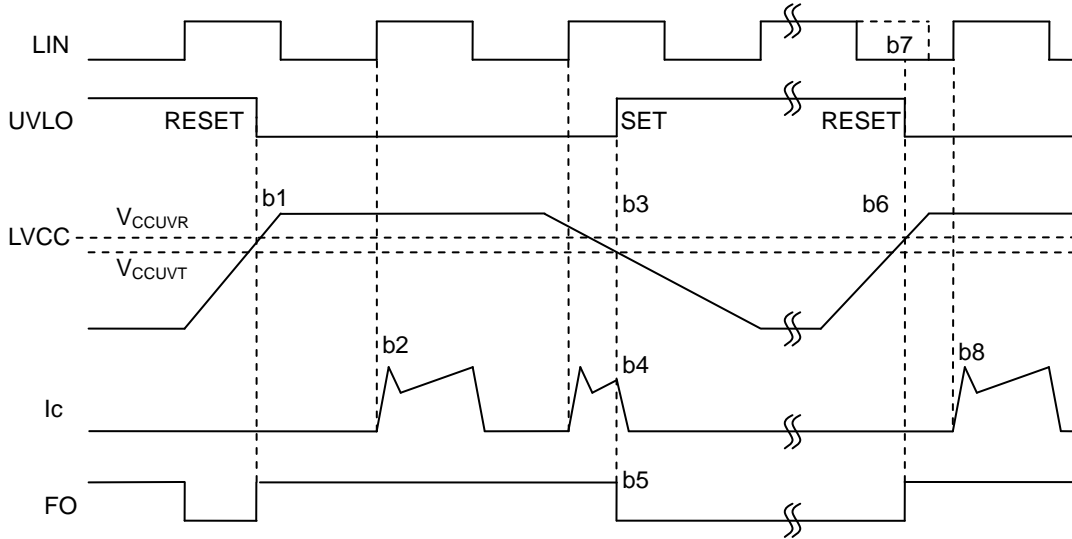 LIN
b7
UVLO
RESET
SET
RESET
b1
b3
b6
VCCUVR
LVCC
VCCUVT
b2
b4
b8
Ic
b5
FO